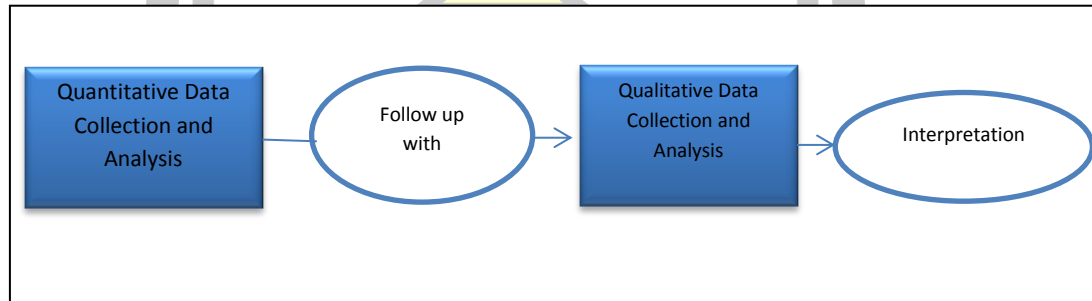 Quantitative Data
Collection and
Analysis
Follow up
with
Qualitative Data
Collection and
Analysis
Interpretation